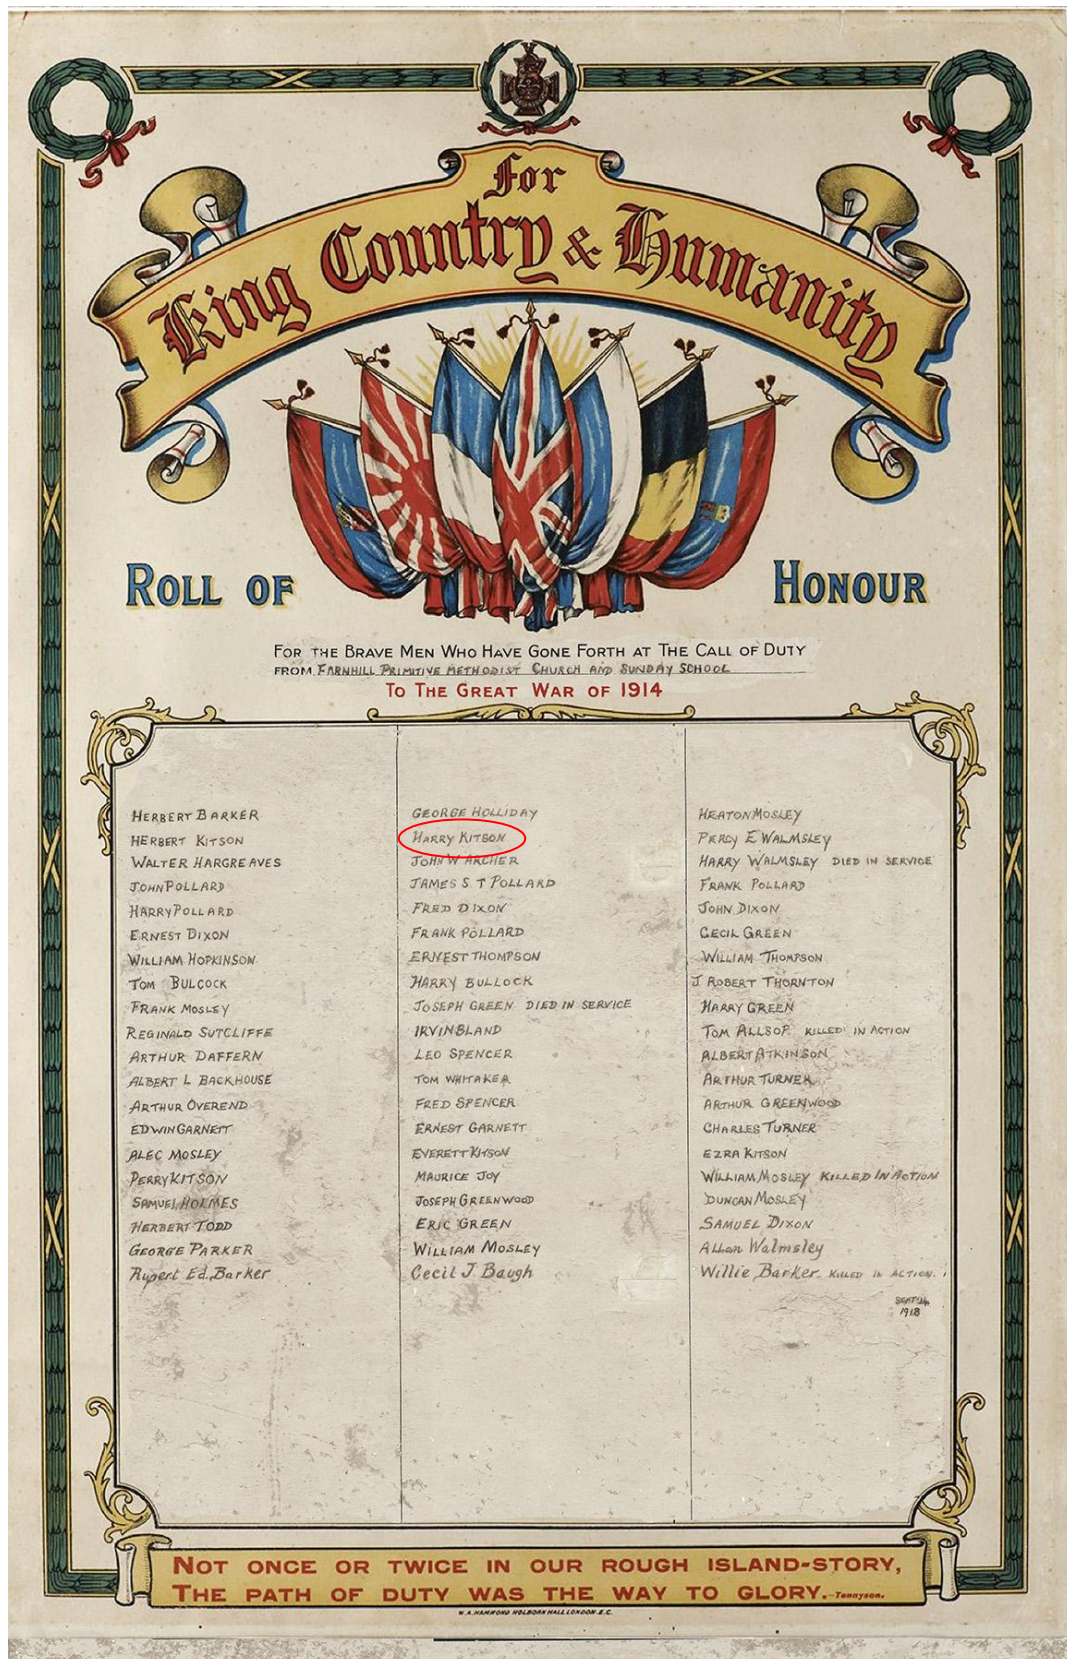 For
King Country & Humanity
ROLL OF HONOUR
FOR THE BRAVE MEN WHO HAVE GONE FORTH AT THE CALL OF DUTY
FROM FARNHILL PRIMITIVE METHODIST CHURCH AND SUNDAY SCHOOL
TO THE GREAT WAR OF 1914
HERBERT BARKER
HERBERT KITSON
WALTER HARGREAVES
JOHN POLLARD
HARRY POLLARD
ERNEST DIXON
WILLIAM HOPKINSON
TOM BULCOCK
FRANK MOSLEY
REGINALD SUTCLIFFE
ARTHUR DAFFERN
ALBERT L BACKHOUSE
ARTHUR OVEREND
EDWIN GARNETT
ALEC MOSLEY
PERRY KITSON
SAMUEL HOLMES
HERBERT TODD
GEORGE PARKER
Rupert Ed. Barker
GEORGE HOLLIDAY
HARRY KITSON
JOHN W ARCHER
JAMES S T POLLARD
FRED DIXON
FRANK POLLARD
ERNEST THOMPSON
HARRY BULLOCK
JOSEPH GREEN DIED IN SERVICE
IRVIN BLAND
LEO SPENCER
TOM WHITAKER
FRED SPENCER
ERNEST GARNETT
EVERETT KITSON
MAURICE JOY
JOSEPH GREENWOOD
ERIC GREEN
WILLIAM MOSLEY
Cecil J Baugh
HEATON MOSLEY
PERCY E WALMSLEY
HARRY WALMSLEY DIED IN SERVICE
FRANK POLLARD
JOHN DIXON
CECIL GREEN
WILLIAM THOMPSON
J ROBERT THORNTON
HARRY GREEN
TOM ALLSOP KILLED IN ACTION
ALBERT ATKINSON
ARTHUR TURNER
ARTHUR GREENWOOD
CHARLES TURNER
EZRA KITSON
WILLIAM MOSLEY KILLED IN ACTION
DUNCAN MOSLEY
SAMUEL DIXON
Allan Walmsley
Willie Barker KILLED IN ACTION.
1918
NOT ONCE OR TWICE IN OUR ROUGH ISLAND-STORY,
THE PATH OF DUTY WAS THE WAY TO GLORY.-Tennyson.
W.A. HAMMOND HOLBORN HALL LONDON. E.C.